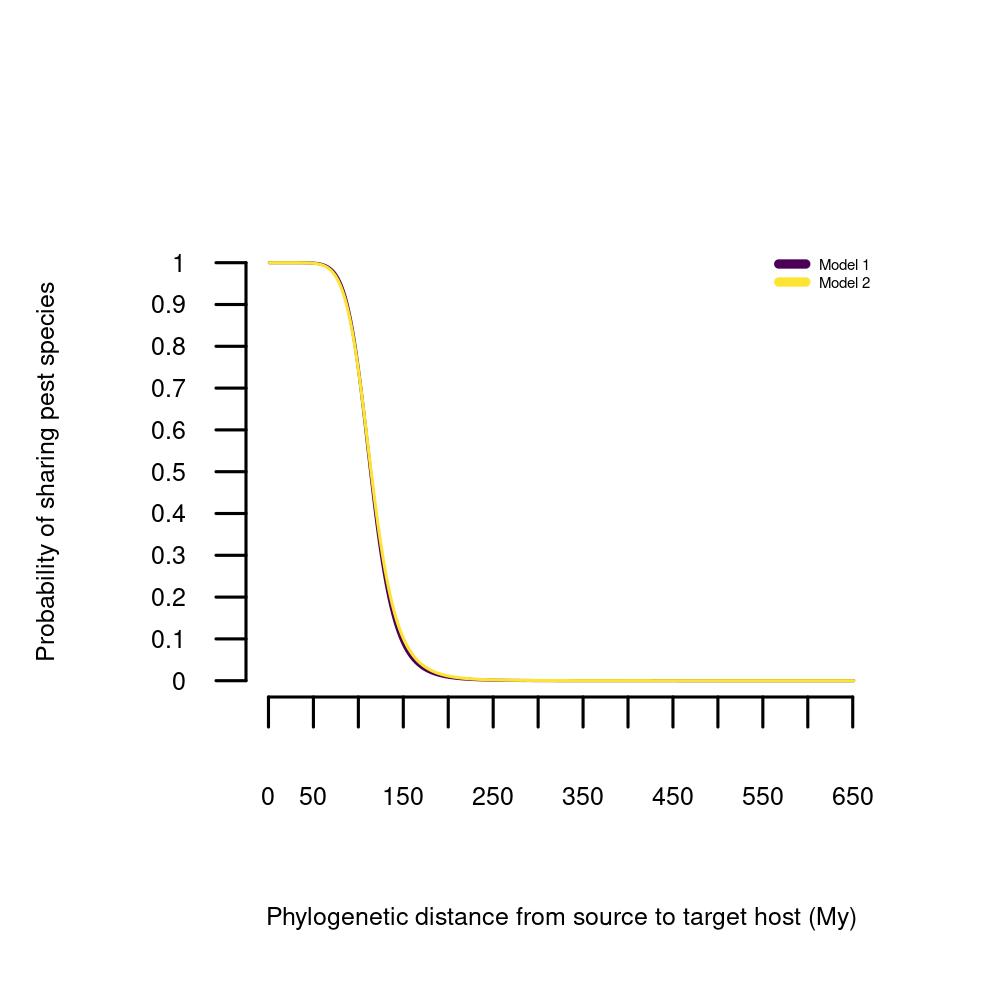 Model 1
Model 2
Probability of sharing pest species
1
0.9
0.8
0.7
0.6
0.5
0.4
0.3
0.2
0.1
0
0 50 150 250 350 450 550 650
Phylogenetic distance from source to target host (My)